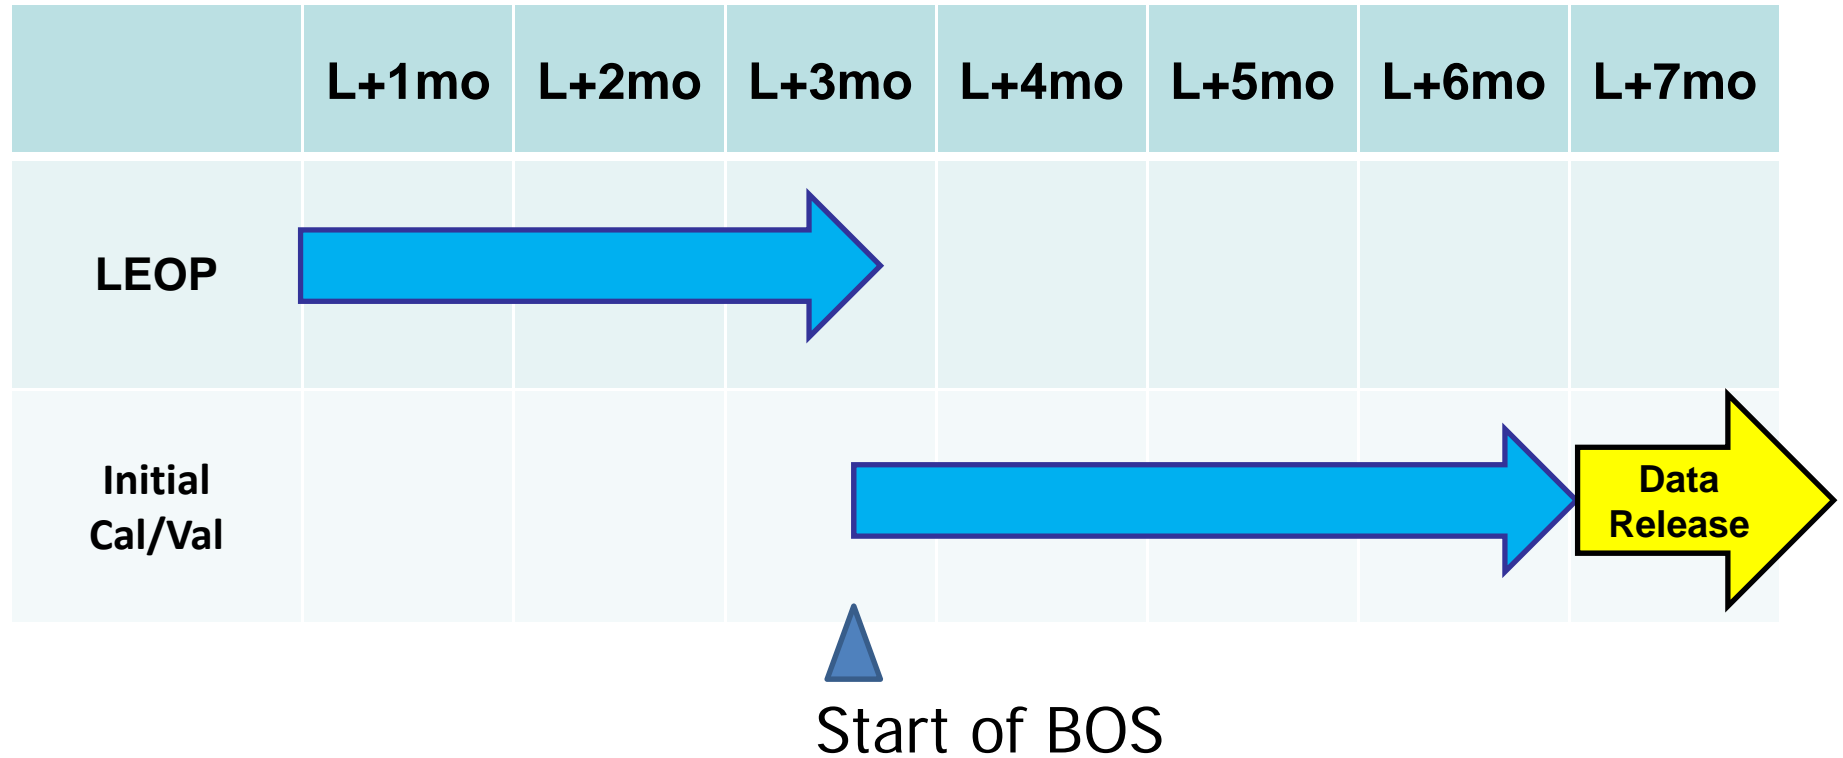 L+1mo L+2mo L+3mo L+4mo L+5mo L+6mo L+7mo
LEOP
Initial
Cal/Val
Data
Release
Start of BOS